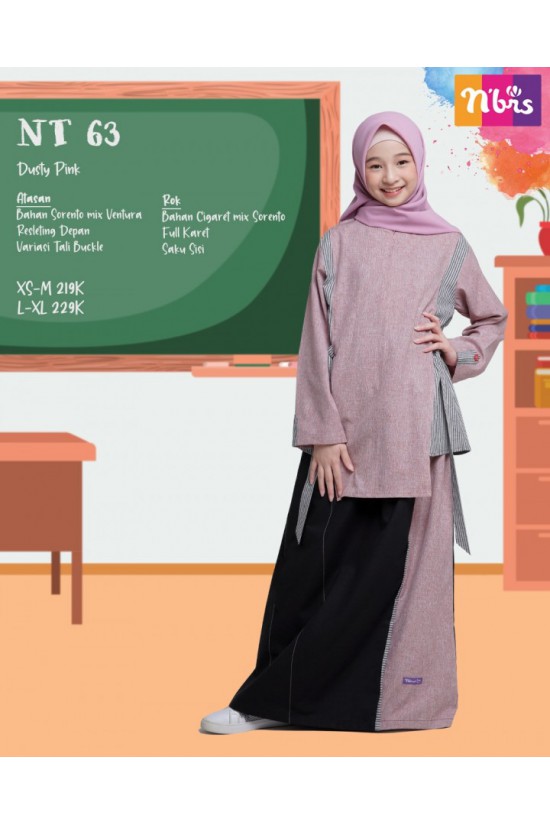 n'brs
NT 63
Dusty Pink
Atasan
Bahan Sorento mix Ventura
Resleting Depan
Variasi Tali Buckle
Rok
Bahan Cigaret mix Sorento
Full Karet
Saku Sisi
XS-M 219K
L-XL 229K